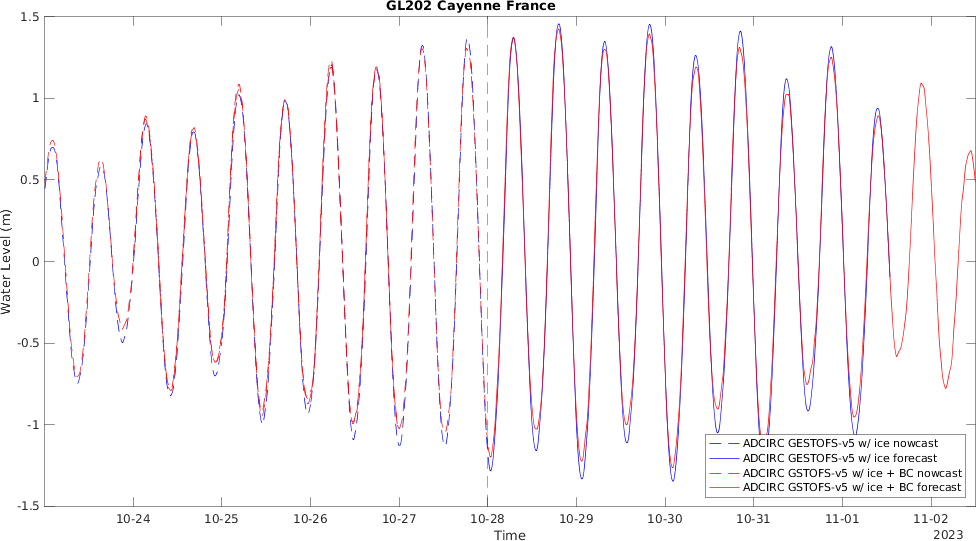 GL202 Cayenne France
1.5
1
0.5
0
-0.5
-1
-1.5
Water Level (m)
ADCIRC GESTOFS-v5 w/ ice nowcast
ADCIRC GESTOFS-v5 w/ ice forecast
ADCIRC GSTOFS-v5 w/ ice + BC nowcast
ADCIRC GSTOFS-v5 w/ ice + BC forecast
10-24 10-25 10-26 10-27 10-28 10-29 10-30 10-31 11-01 11-02
Time
2023